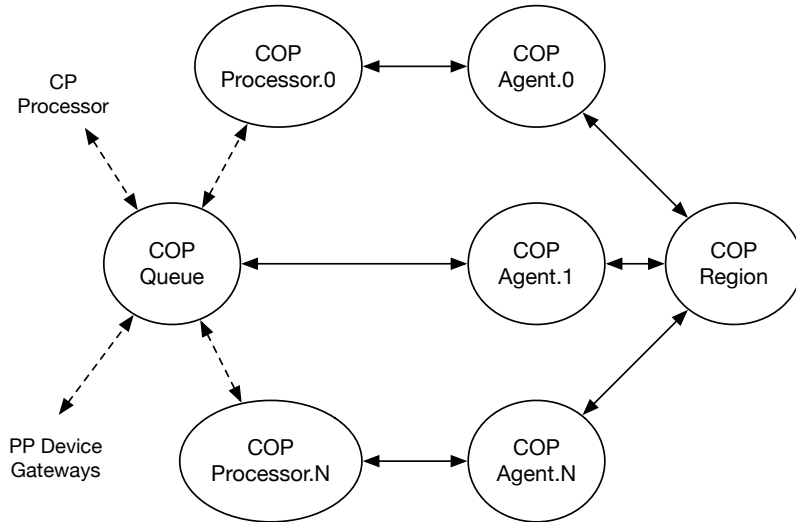 COP
Processor.0
COP
Agent.0
CP
Processor
COP
Queue
COP
Agent.1
COP
Region
PP Device
Gateways
COP
Processor.N
COP
Agent.N